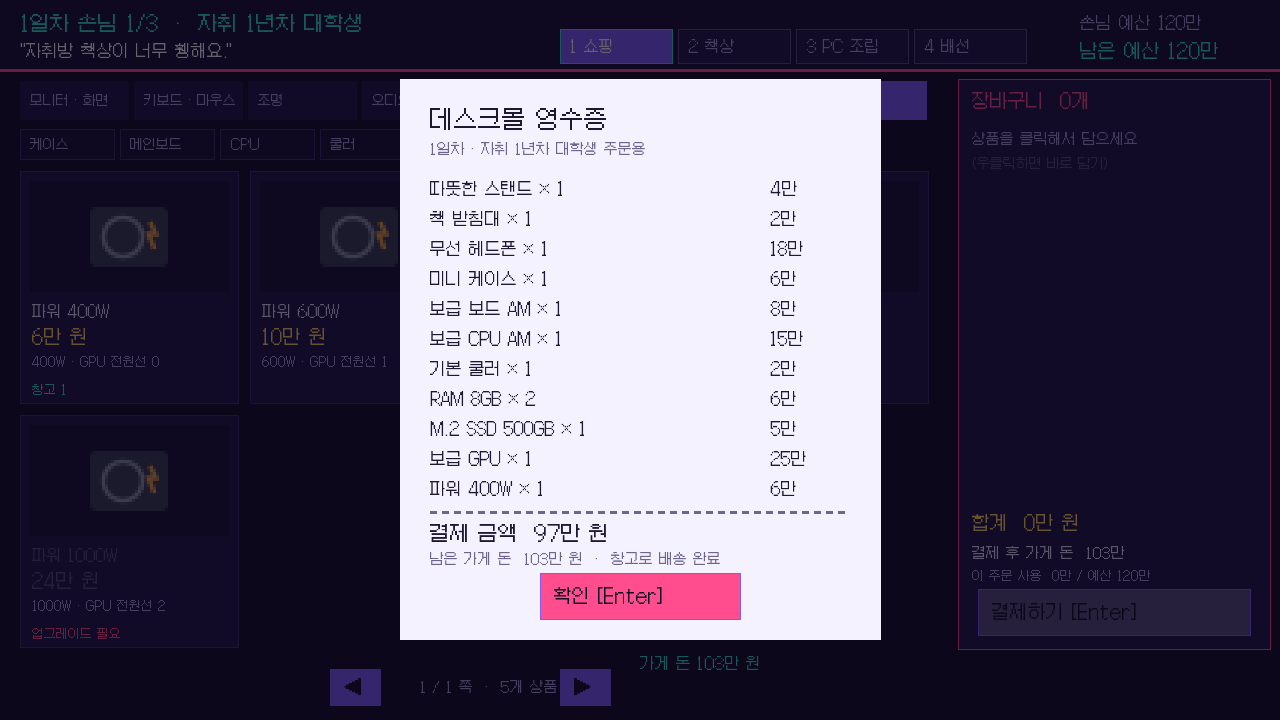 1일차 손님 1/3 · 자취 1년차 대학생
"자취방 책상이 너무 휑해요."
1 쇼핑
2 책상
3 PC 조립
4 배선
손님 예산 120만
남은 예산 120만
모니터 · 화면
키보드 · 마우스
조명
케이스
메인보드
CPU
쿨러
파워 400W
6만 원
400W · GPU 전원선 0
창고 1
파워 600W
10만 원
600W · GPU 전원선 1
파워 1000W
24만 원
1000W · GPU 전원선 2
업그레이드 필요
데스크몰 영수증
1일차 · 자취 1년차 대학생 주문용
따뜻한 스탠드 × 1 4만
책 받침대 × 1 2만
무선 헤드폰 × 1 18만
미니 케이스 × 1 6만
보급 보드 AM × 1 8만
보급 CPU AM × 1 15만
기본 쿨러 × 1 2만
RAM 8GB × 2 6만
M.2 SSD 500GB × 1 5만
보급 GPU × 1 25만
파워 400W × 1 6만
결제 금액 97만 원
남은 가게 돈 103만 원 · 창고로 배송 완료
확인 [Enter]
장바구니 0개
상품을 클릭해서 담으세요
(우클릭하면 바로 담기)
합계 0만 원
결제 후 가게 돈 103만
이 주문 사용 0만 / 예산 120만
결제하기 [Enter]
가게 돈 103만 원
1 / 1 쪽 · 5개 상품